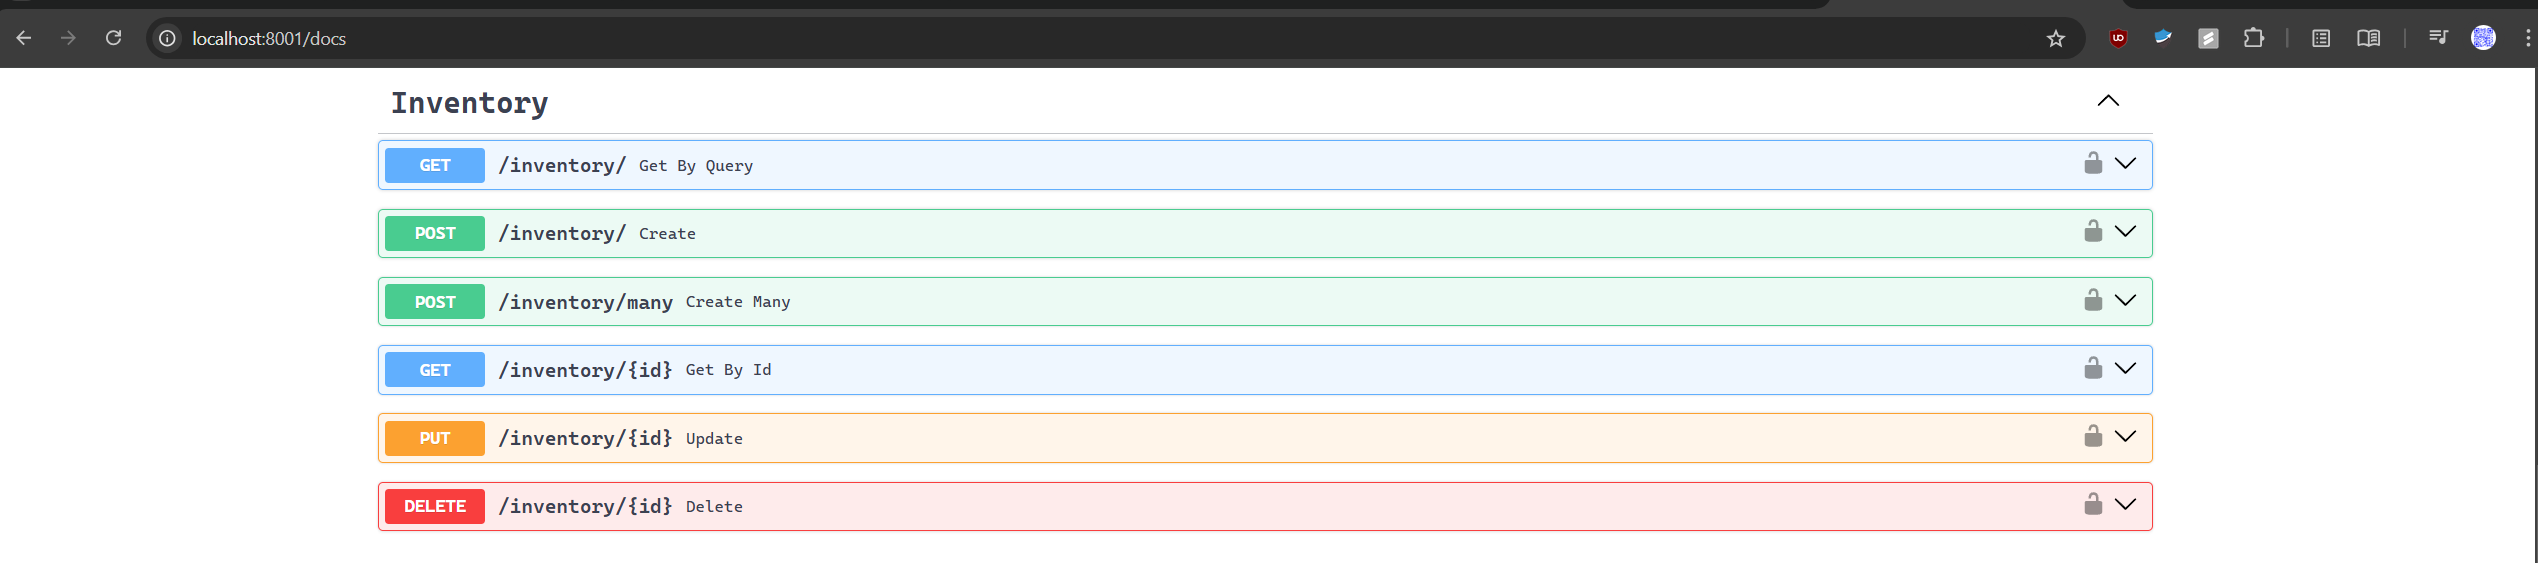 localhost:8001/docs
Inventory
GET /inventory/ Get By Query
POST /inventory/ Create
POST /inventory/many Create Many
GET /inventory/{id} Get By Id
PUT /inventory/{id} Update
DELETE /inventory/{id} Delete